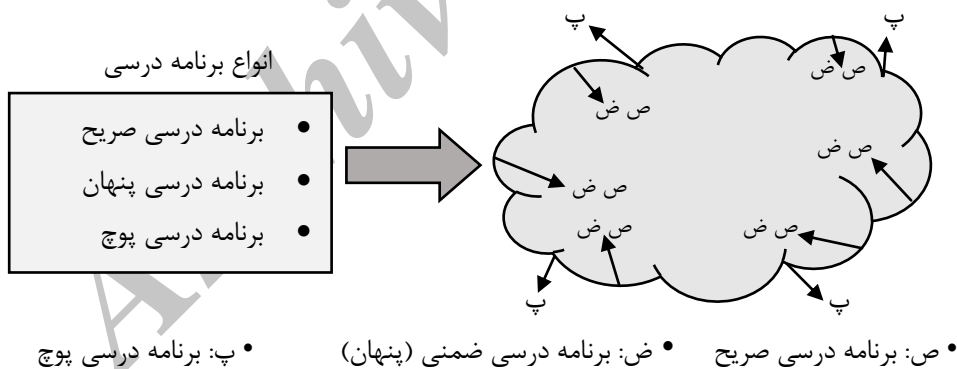 پ
پ
انواع برنامه درسی
ص ض
ص ض
• برنامه درسی صریح
ص ض
• برنامه درسی پنهان
ص ض
• برنامه درسی پوچ
ص ض
ص ض
پ
پ
• ص: برنامه درسی صریح • ض: برنامه درسی ضمنی (پنهان) • پ: برنامه درسی پوچ